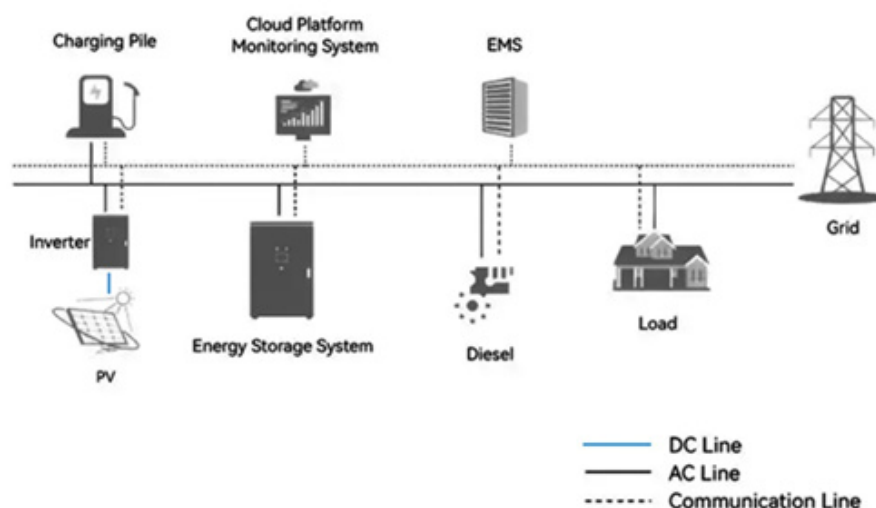 Charging Pile
Cloud Platform
Monitoring System
EMS
Grid
Inverter
Energy Storage System
Diesel
Load
PV
DC Line
AC Line
Communication Line